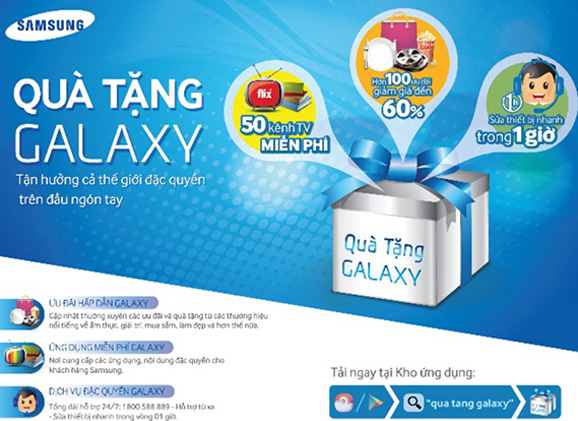 SAMSUNG
QUÀ TẶNG
GALAXY
Tận hưởng cả thế giới đặc quyền
trên đầu ngón tay
flix
50 kênh TV
MIỄN PHÍ
Hơn 100 ưu đãi
giảm giá đến
60%
1h
Sửa thiết bị nhanh
trong 1 giờ
Quà Tặng
GALAXY
ƯU ĐÃI HẤP DẪN GALAXY
Cập nhật thường xuyên các ưu đãi và quà tặng từ các thương hiệu
nổi tiếng về ẩm thực, giải trí, mua sắm, làm đẹp và hơn thế nữa.
ỨNG DỤNG MIỄN PHÍ GALAXY
Nơi cung cấp các ứng dụng, nội dung đặc quyền cho
khách hàng Samsung.
DỊCH VỤ ĐẶC QUYỀN GALAXY
Tổng đài hỗ trợ 24/7: 1800 588 889 - Hỗ trợ từ xa
- Sửa thiết bị nhanh trong vòng 01 giờ.
Tải ngay tại Kho ứng dụng:
"qua tang galaxy"